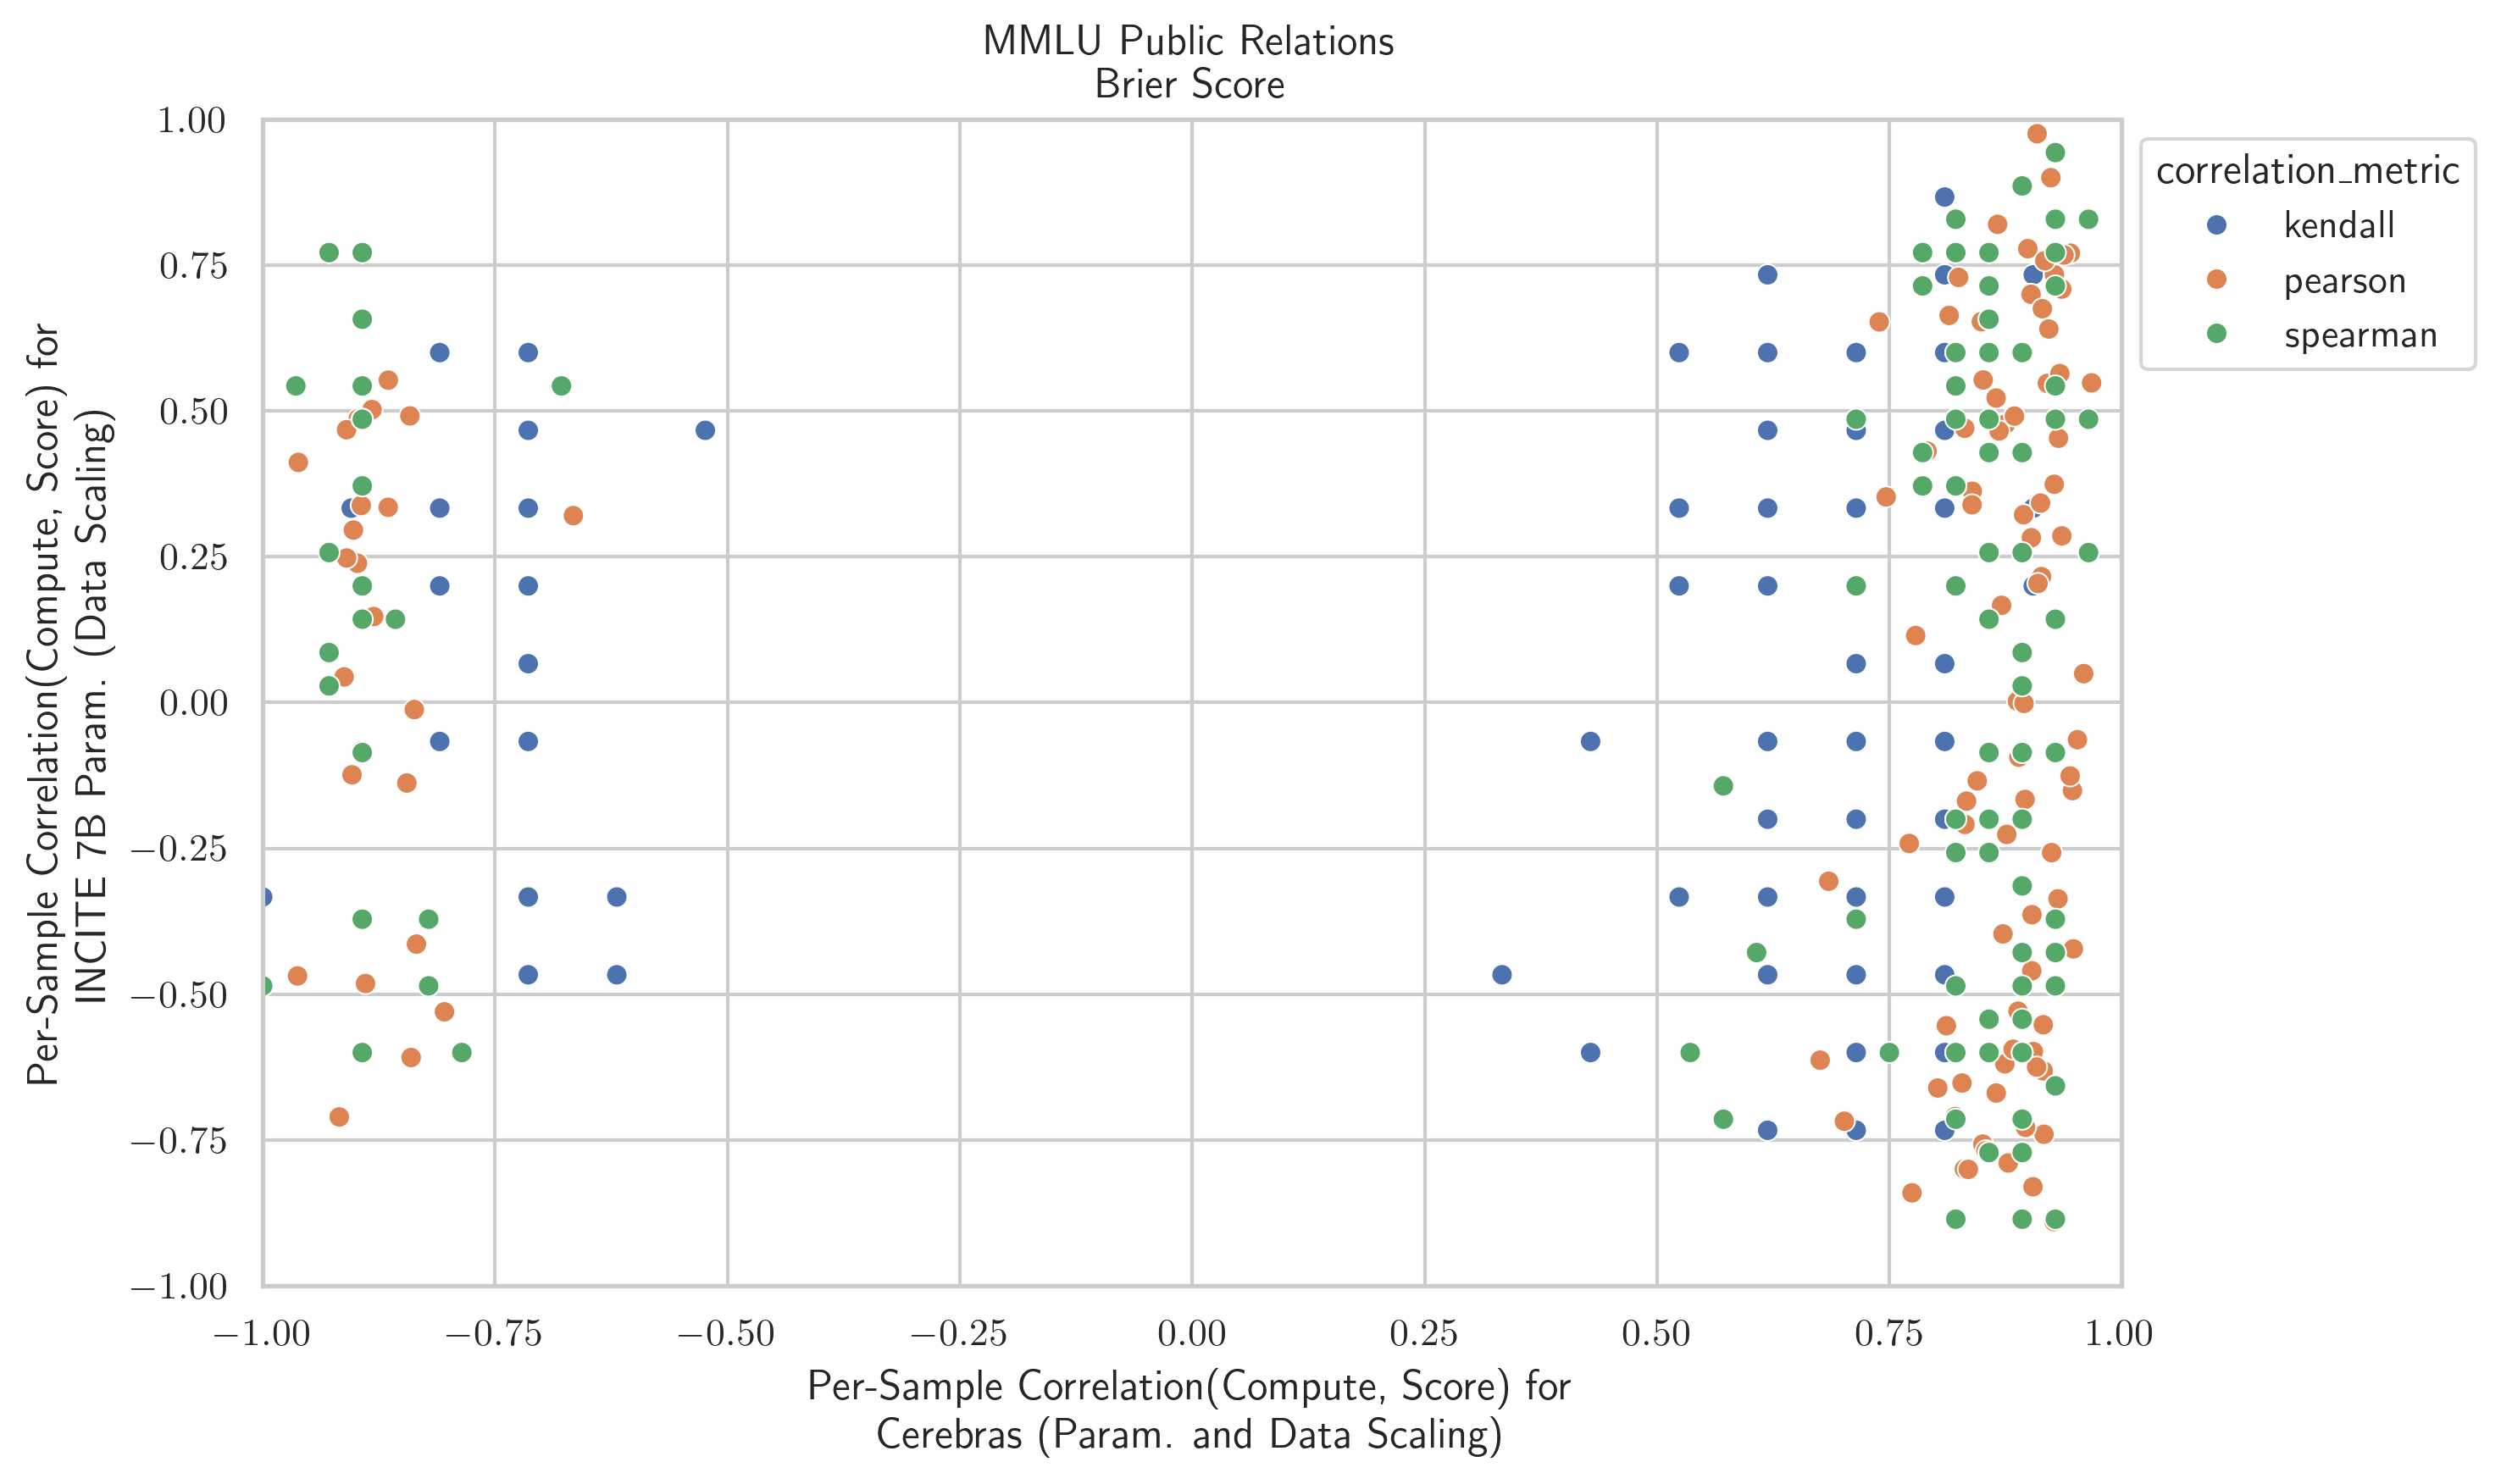 MMLU Public Relations
Brier Score
Per-Sample Correlation(Compute, Score) for
INCITE 7B Param. (Data Scaling)
1.00
0.75
0.50
0.25
0.00
−0.25
−0.50
−0.75
−1.00
−1.00 −0.75 −0.50 −0.25 0.00 0.25 0.50 0.75 1.00
Per-Sample Correlation(Compute, Score) for
Cerebras (Param. and Data Scaling)
correlation_metric
kendall
pearson
spearman